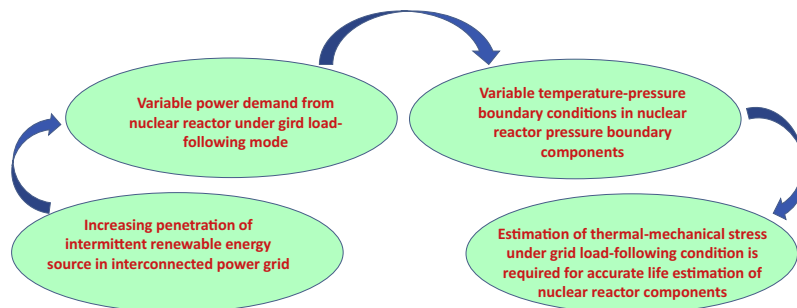 Variable power demand from
nuclear reactor under gird load-
following mode
Variable temperature-pressure
boundary conditions in nuclear
reactor pressure boundary
components
Increasing penetration of
intermittent renewable energy
source in interconnected power grid
Estimation of thermal-mechanical stress
under grid load-following condition is
required for accurate life estimation of
nuclear reactor components